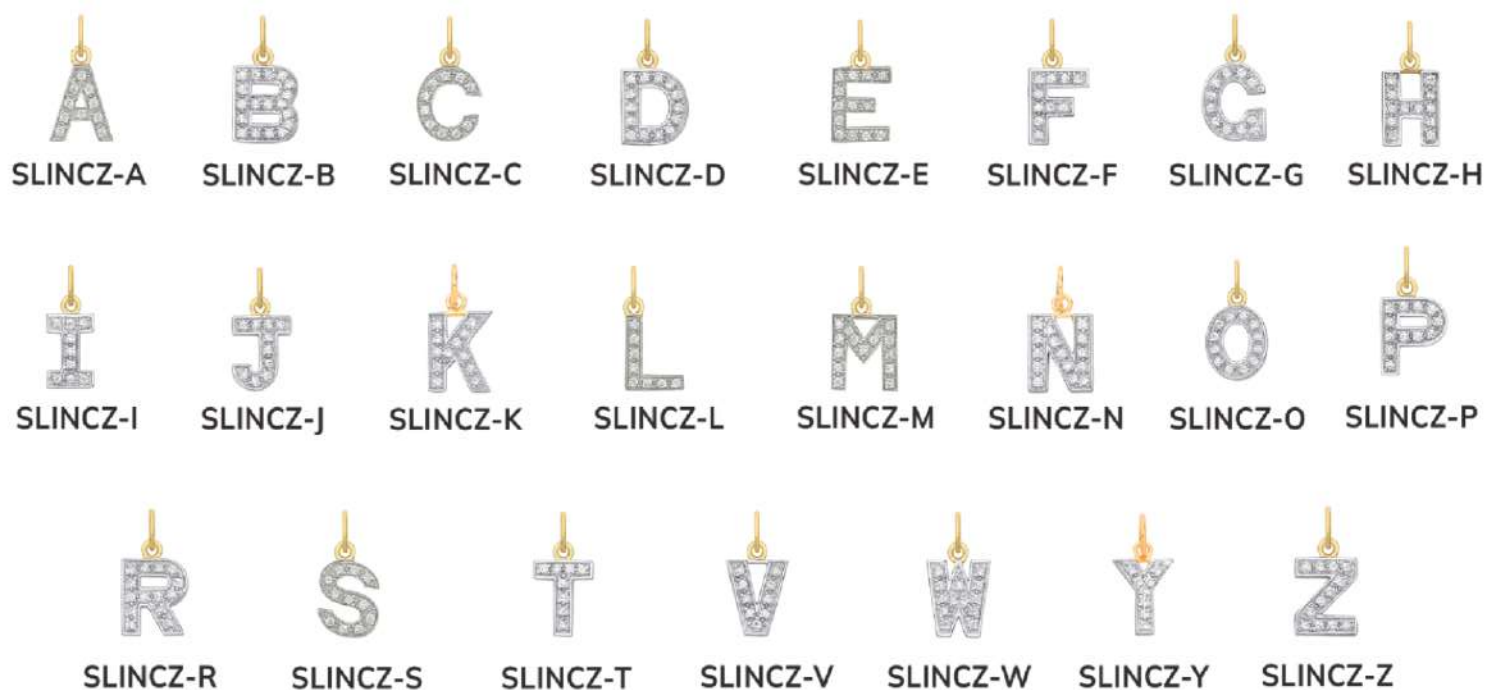 A B C D E F G H
SLINCZ-A SLINCZ-B SLINCZ-C SLINCZ-D SLINCZ-E SLINCZ-F SLINCZ-G SLINCZ-H
I J K L M N O P
SLINCZ-I SLINCZ-J SLINCZ-K SLINCZ-L SLINCZ-M SLINCZ-N SLINCZ-O SLINCZ-P
R S T V W Y Z
SLINCZ-R SLINCZ-S SLINCZ-T SLINCZ-V SLINCZ-W SLINCZ-Y SLINCZ-Z